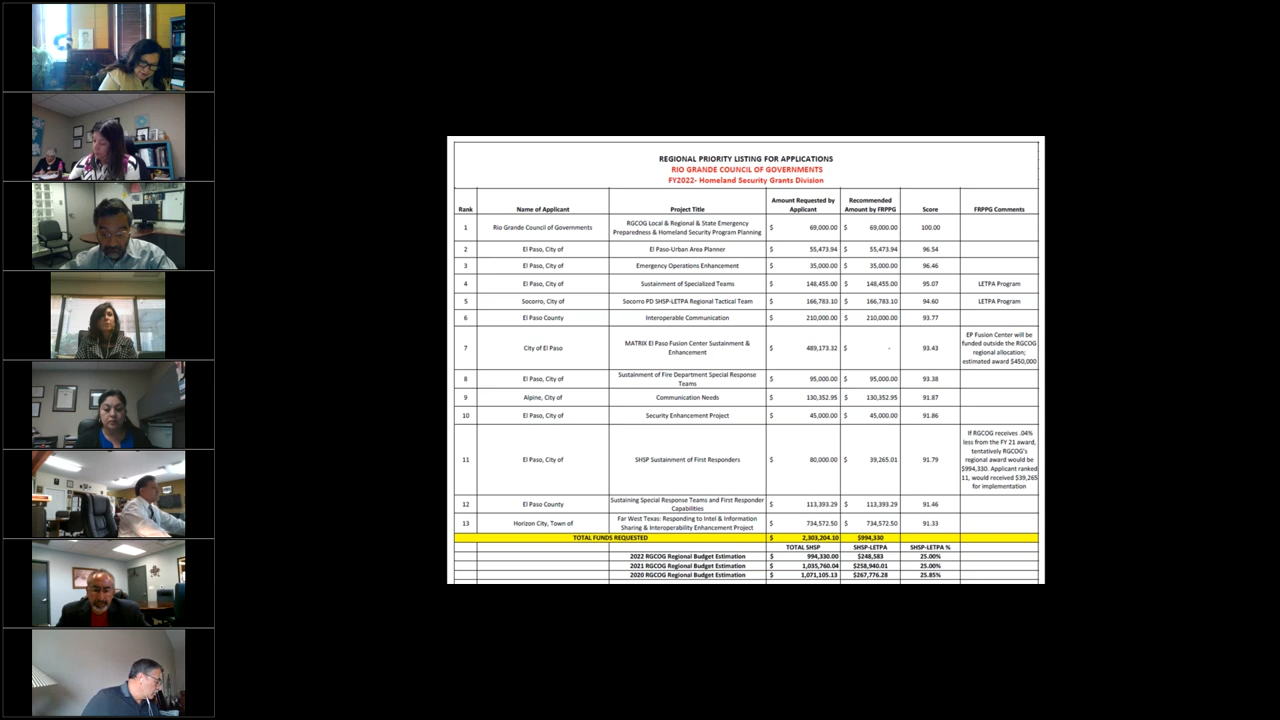 REGIONAL PRIORITY LISTING FOR APPLICATIONS
RIO GRANDE COUNCIL OF GOVERNMENTS
FY2022- Homeland Security Grants Division
Rank Name of Applicant Project Title Amount Requested by Applicant Recommended Amount by FRPPG Score FRPPG Comments
1 Rio Grande Council of Governments RGCOG Local & Regional & State Emergency Preparedness & Homeland Security Program Planning $ 69,000.00 $ 69,000.00 100.00
2 El Paso, City of El Paso-Urban Area Planner $ 55,473.94 $ 55,473.94 96.54
3 El Paso, City of Emergency Operations Enhancement $ 35,000.00 $ 35,000.00 96.46
4 El Paso, City of Sustainment of Specialized Teams $ 148,455.00 $ 148,455.00 95.07 LETPA Program
5 Socorro, City of Socorro PD SHSP-LETPA Regional Tactical Team $ 166,783.10 $ 166,783.10 94.60 LETPA Program
6 El Paso County Interoperable Communication $ 210,000.00 $ 210,000.00 93.77
7 City of El Paso MATRIX El Paso Fusion Center Sustainment & Enhancement $ 489,173.32 $ - 93.43 EP Fusion Center will be funded outside the RGCOG regional allocation; estimated award $450,000
8 El Paso, City of Sustainment of Fire Department Special Response Teams $ 95,000.00 $ 95,000.00 93.38
9 Alpine, City of Communication Needs $ 130,352.95 $ 130,352.95 91.87
10 El Paso, City of Security Enhancement Project $ 45,000.00 $ 45,000.00 91.86
11 El Paso, City of SHSP Sustainment of First Responders $ 80,000.00 $ 39,265.01 91.79 If RGCOG receives .04% less from the FY 21 award, tentatively RGCOG's regional award would be $994,330. Applicant ranked 11, would received $39,265 for implementation
12 El Paso County Sustaining Special Response Teams and First Responder Capabilities $ 113,393.29 $ 113,393.29 91.46
13 Horizon City, Town of Far West Texas: Responding to Intel & Information Sharing & Interoperability Enhancement Project $ 734,572.50 $ 734,572.50 91.33
TOTAL FUNDS REQUESTED $ 2,303,204.10 $994,330
TOTAL SHSP SHSP-LETPA SHSP-LETPA %
2022 RGCOG Regional Budget Estimation $ 994,330.00 $248,583 25.00%
2021 RGCOG Regional Budget Estimation $ 1,035,760.04 $258,940.01 25.00%
2020 RGCOG Regional Budget Estimation $ 1,071,105.13 $267,776.28 25.85%